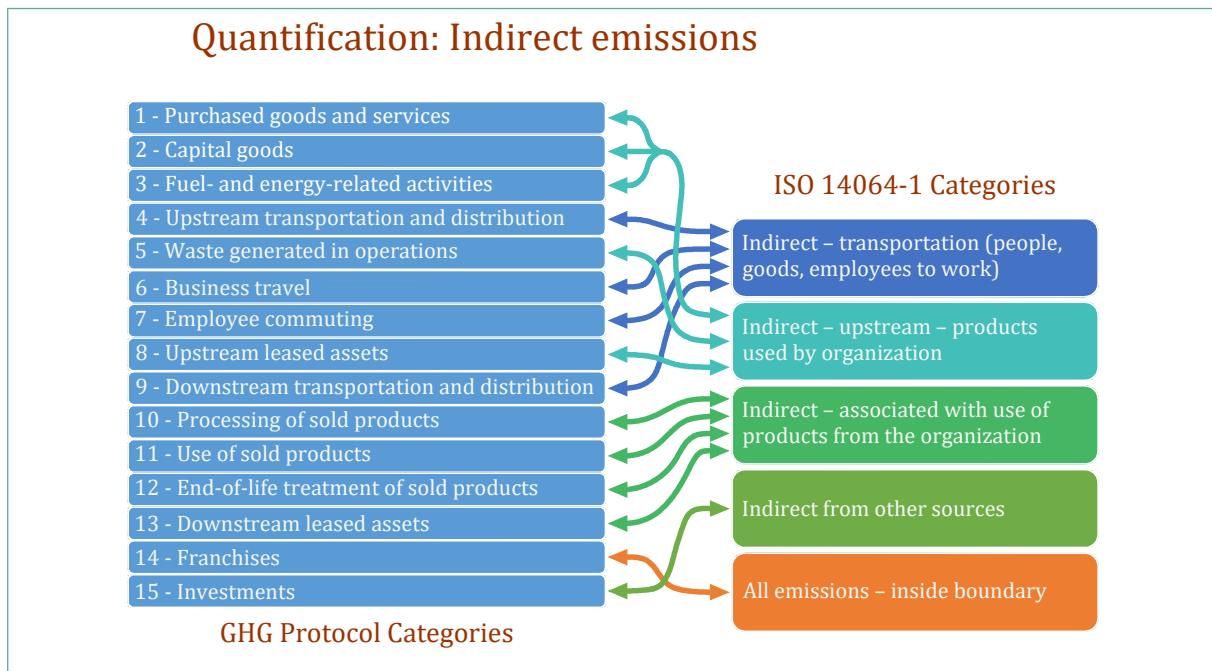 Quantification: Indirect emissions
1 - Purchased goods and services
2 - Capital goods
3 - Fuel- and energy-related activities
4 - Upstream transportation and distribution
5 - Waste generated in operations
6 - Business travel
7 - Employee commuting
8 - Upstream leased assets
9 - Downstream transportation and distribution
10 - Processing of sold products
11 - Use of sold products
12 - End-of-life treatment of sold products
13 - Downstream leased assets
14 - Franchises
15 - Investments
GHG Protocol Categories
ISO 14064-1 Categories
Indirect – transportation (people,
goods, employees to work)
Indirect – upstream – products
used by organization
Indirect – associated with use of
products from the organization
Indirect from other sources
All emissions – inside boundary